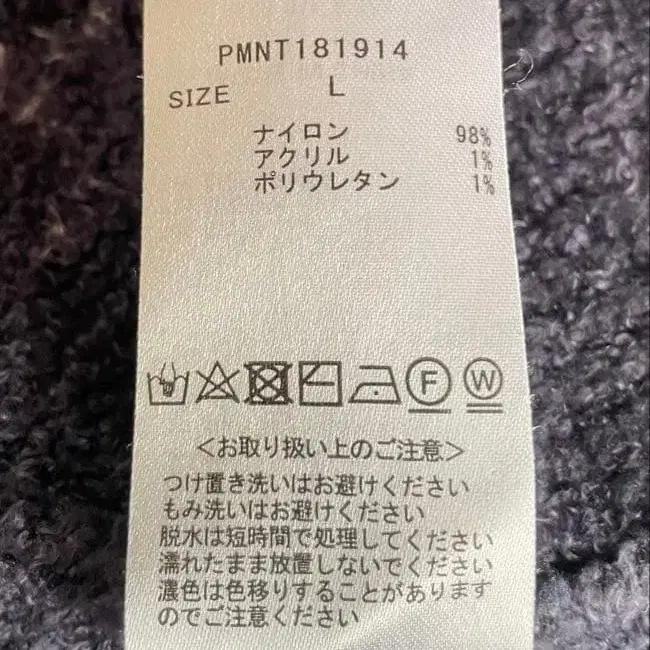 PMNT181914
SIZE L
ナイロン 98%
アクリル 1%
ポリウレタン 1%
F W
<お取り扱い上のご注意>
つけ置き洗いはお避けください
もみ洗いはお避けください
脱水は短時間で処理してください
濡れたまま放置しないでください
濃色は色移りすることがあります
のでご注意ください